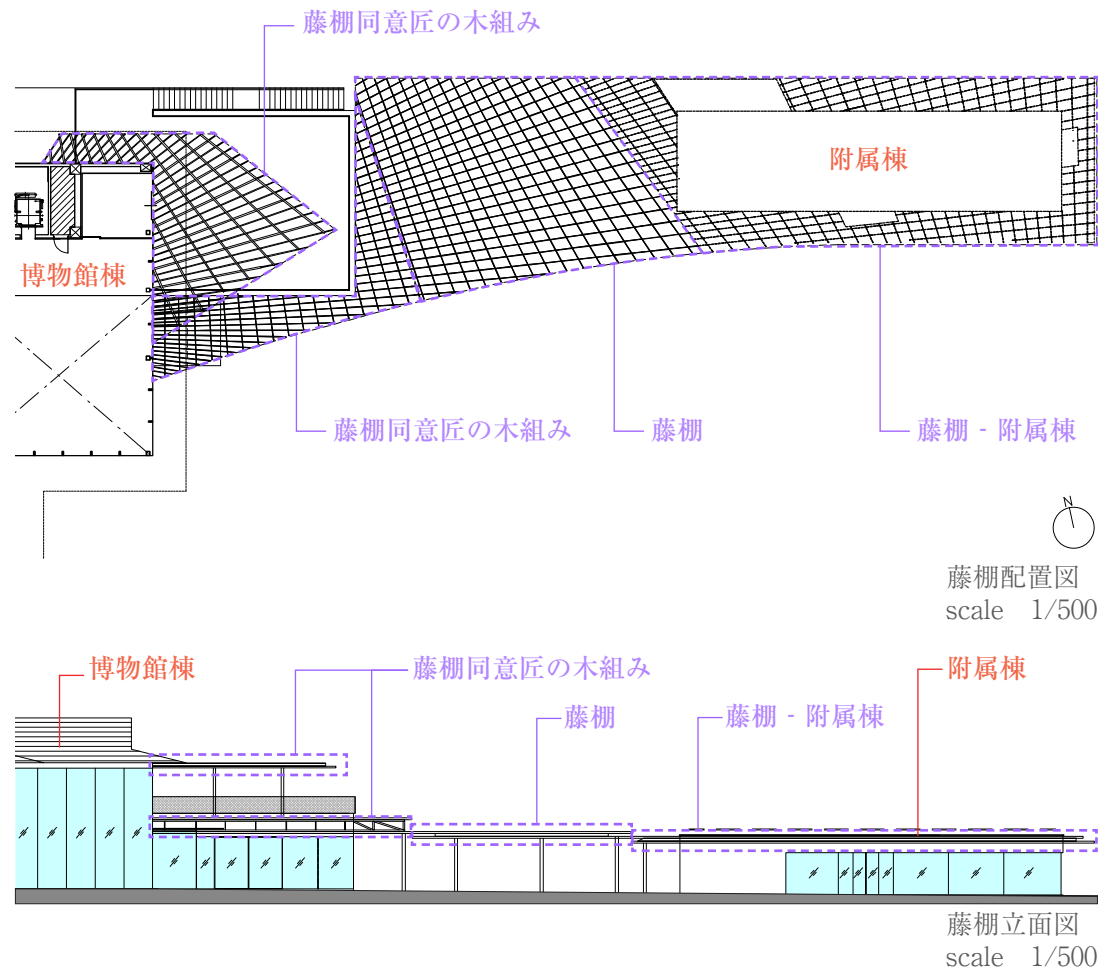 藤棚同意匠の木組み
附属棟
博物館棟
藤棚同意匠の木組み
藤棚
藤棚 - 附属棟
N
藤棚配置図
scale 1/500
博物館棟
藤棚同意匠の木組み
附属棟
藤棚
藤棚 - 附属棟
藤棚立面図
scale 1/500